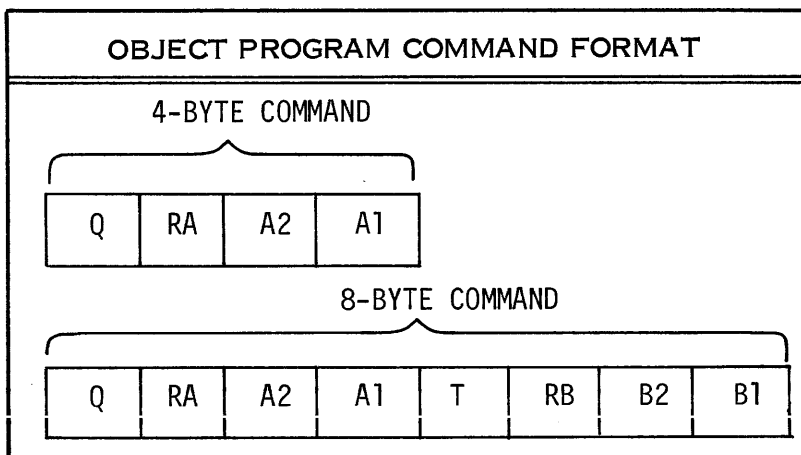 OBJECT PROGRAM COMMAND FORMAT
4-BYTE COMMAND
Q RA A2 A1
8-BYTE COMMAND
Q RA A2 A1 T RB B2 B1